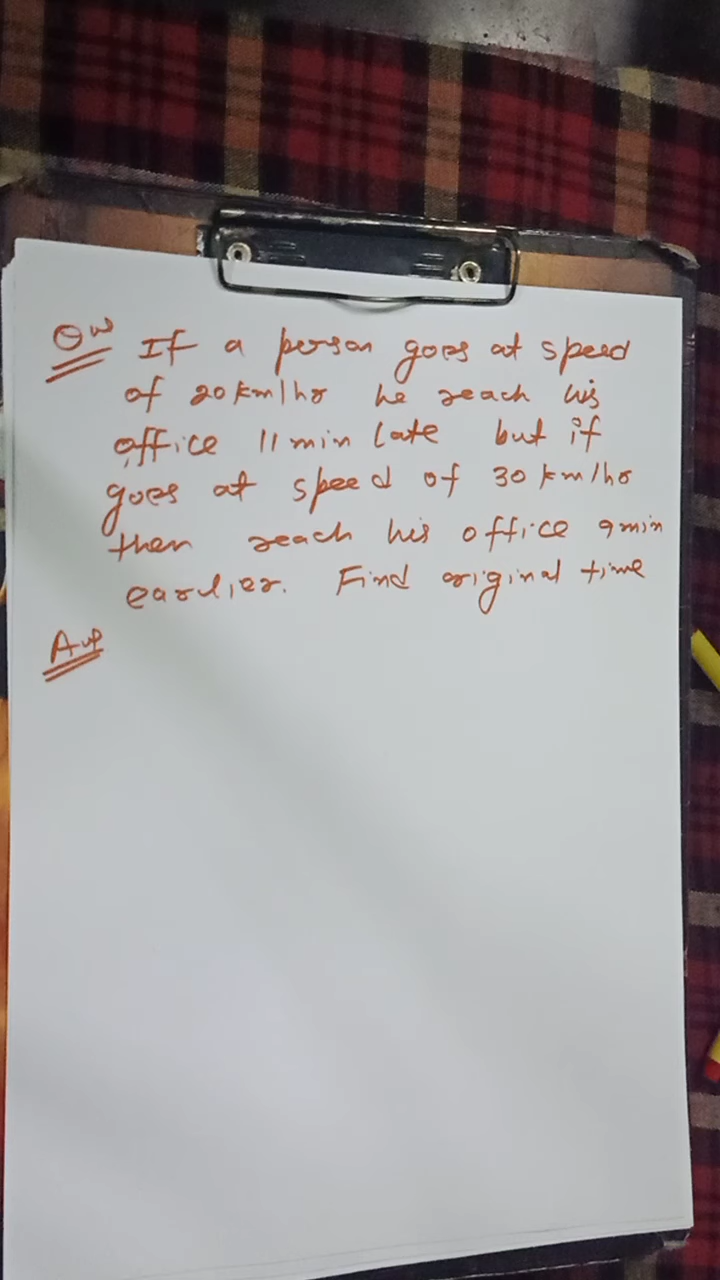 Qus If a person goes at speed
of 20 km/hr he reach his
office 11 min late but if
goes at speed of 30 km/hr
then reach his office 9 min
earlier. Find original time
Ans